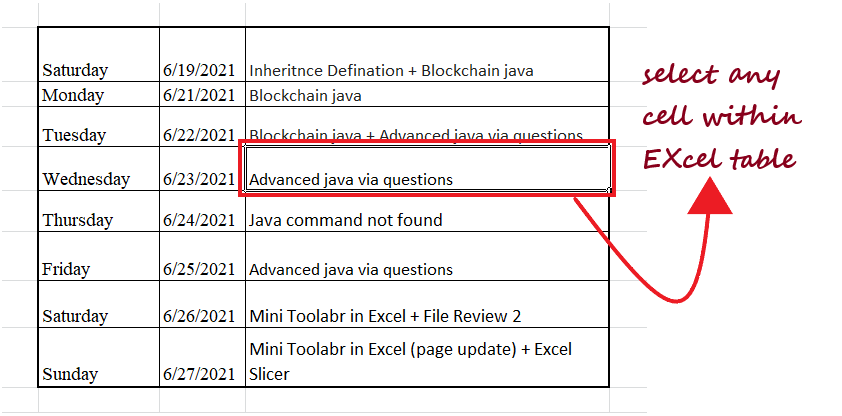 Saturday 6/19/2021 Inheritnce Defination + Blockchain java
Monday 6/21/2021 Blockchain java
Tuesday 6/22/2021 Blockchain java + Advanced java via questions
Wednesday 6/23/2021 Advanced java via questions
Thursday 6/24/2021 Java command not found
Friday 6/25/2021 Advanced java via questions
Saturday 6/26/2021 Mini Toolabr in Excel + File Review 2
Mini Toolabr in Excel (page update) + Excel
Sunday 6/27/2021 Slicer
select any
cell within
EXcel table